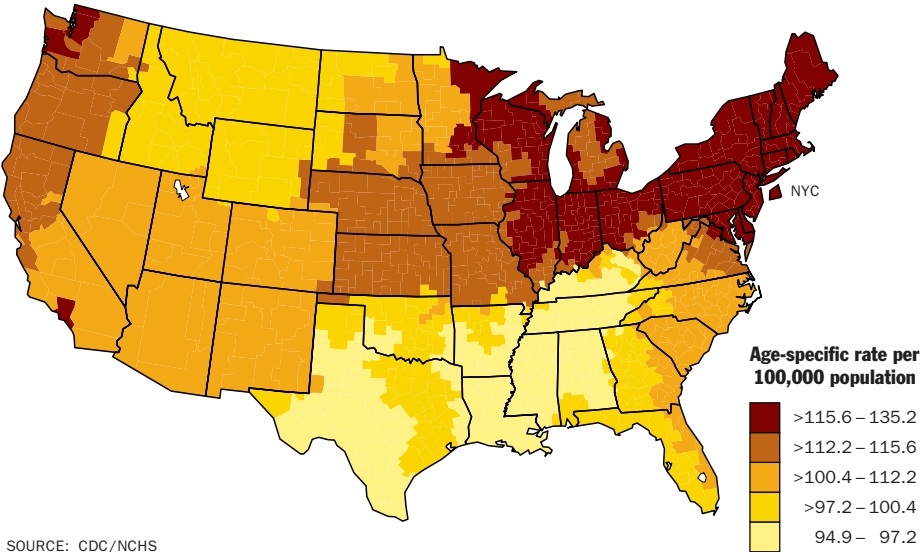 NYC
Age-specific rate per
100,000 population
>115.6 – 135.2
>112.2 – 115.6
>100.4 – 112.2
>97.2 – 100.4
94.9 – 97.2
SOURCE: CDC/NCHS